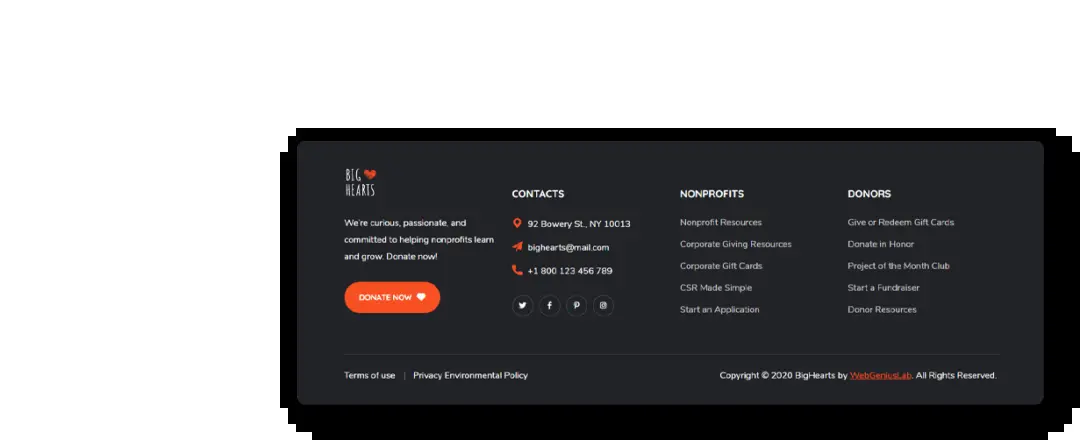 BIG
HEARTS
We're curious, passionate, and
committed to helping nonprofits learn
and grow. Donate now!
DONATE NOW
CONTACTS
92 Bowery St., NY 10013
bighearts@mail.com
+1 800 123 456 789
NONPROFITS
Nonprofit Resources
Corporate Giving Resources
Corporate Gift Cards
CSR Made Simple
Start an Application
DONORS
Give or Redeem Gift Cards
Donate in Honor
Project of the Month Club
Start a Fundraiser
Donor Resources
Terms of use | Privacy Environmental Policy
Copyright © 2020 BigHearts by WebGeniusLab. All Rights Reserved.